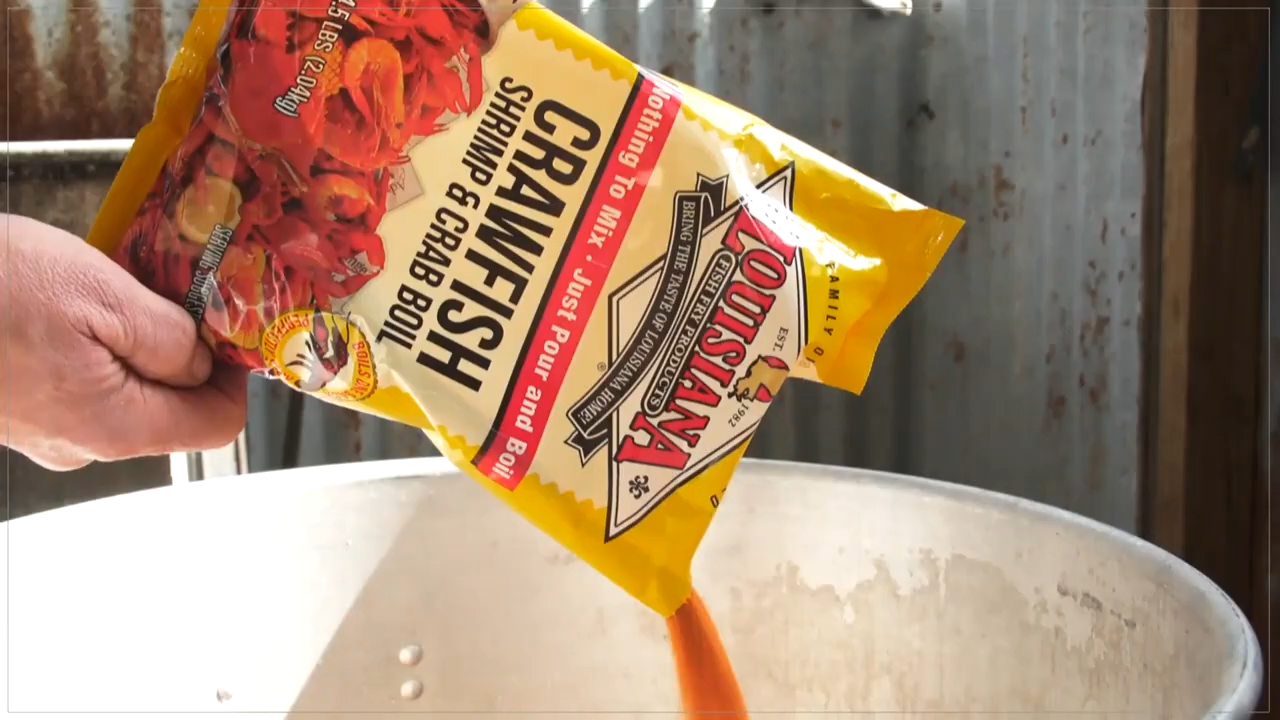 FAMILY O
EST. 1982
LOUISIANA
FISH FRY PRODUCTS
BRING THE TASTE OF LOUISIANA HOME!
®
Nothing To Mix! Just Pour and Boil
CRAWFISH
SHRIMP & CRAB BOIL
4.5 LBS (2.04kg)